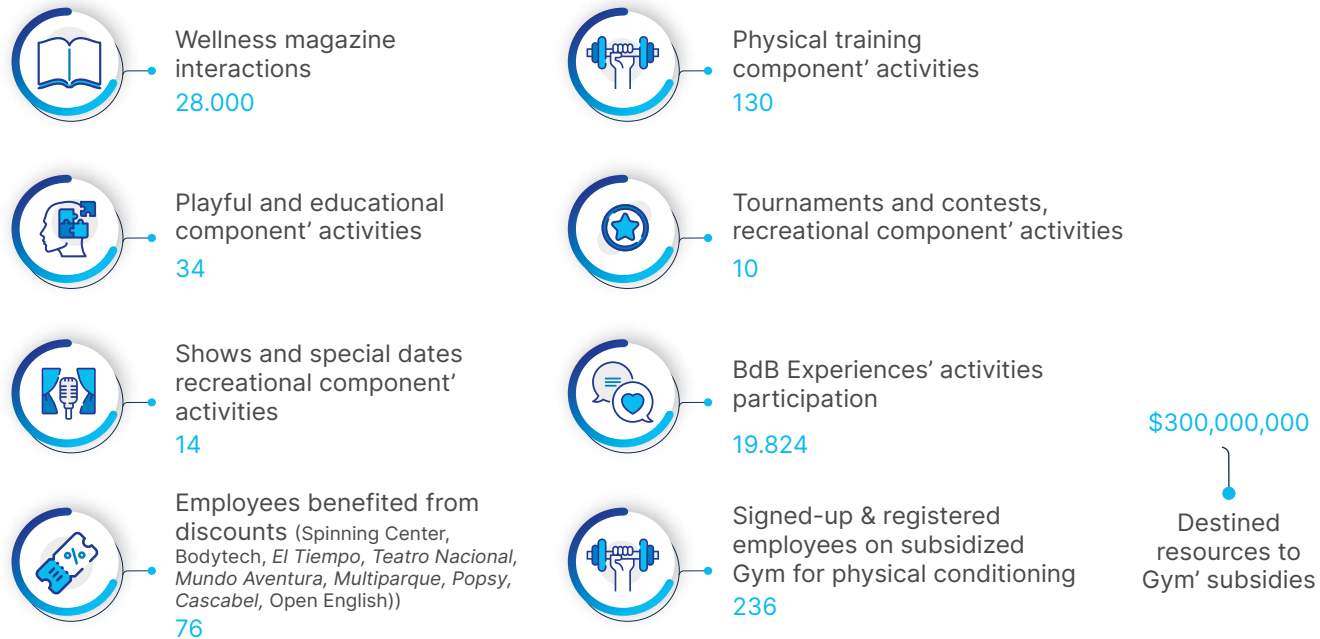 Wellness magazine
interactions
28.000
Physical training
component’ activities
130
Playful and educational
component’ activities
34
Tournaments and contests,
recreational component’ activities
10
Shows and special dates
recreational component’
activities
14
BdB Experiences’ activities
participation
19.824
Employees benefited from
discounts (Spinning Center,
Bodytech, El Tiempo, Teatro Nacional,
Mundo Aventura, Multiparque, Popsy,
Cascabel, Open English))
76
%
Signed-up & registered
employees on subsidized
Gym for physical conditioning
236
$300,000,000
Destined
resources to
Gym’ subsidies